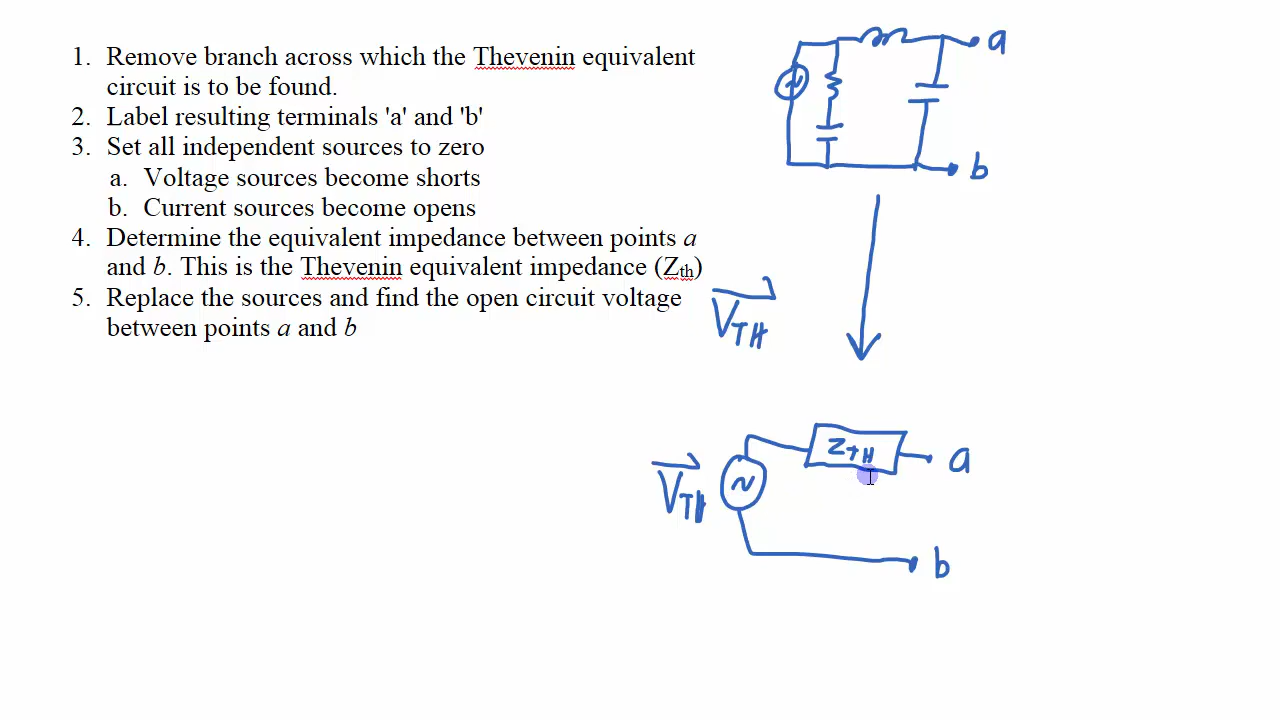 1. Remove branch across which the Thevenin equivalent
circuit is to be found.
2. Label resulting terminals 'a' and 'b'
3. Set all independent sources to zero
a. Voltage sources become shorts
b. Current sources become opens
4. Determine the equivalent impedance between points a
and b. This is the Thevenin equivalent impedance (Zth)
5. Replace the sources and find the open circuit voltage
between points a and b
a
b
VTH
ZTH
a
VTH
b